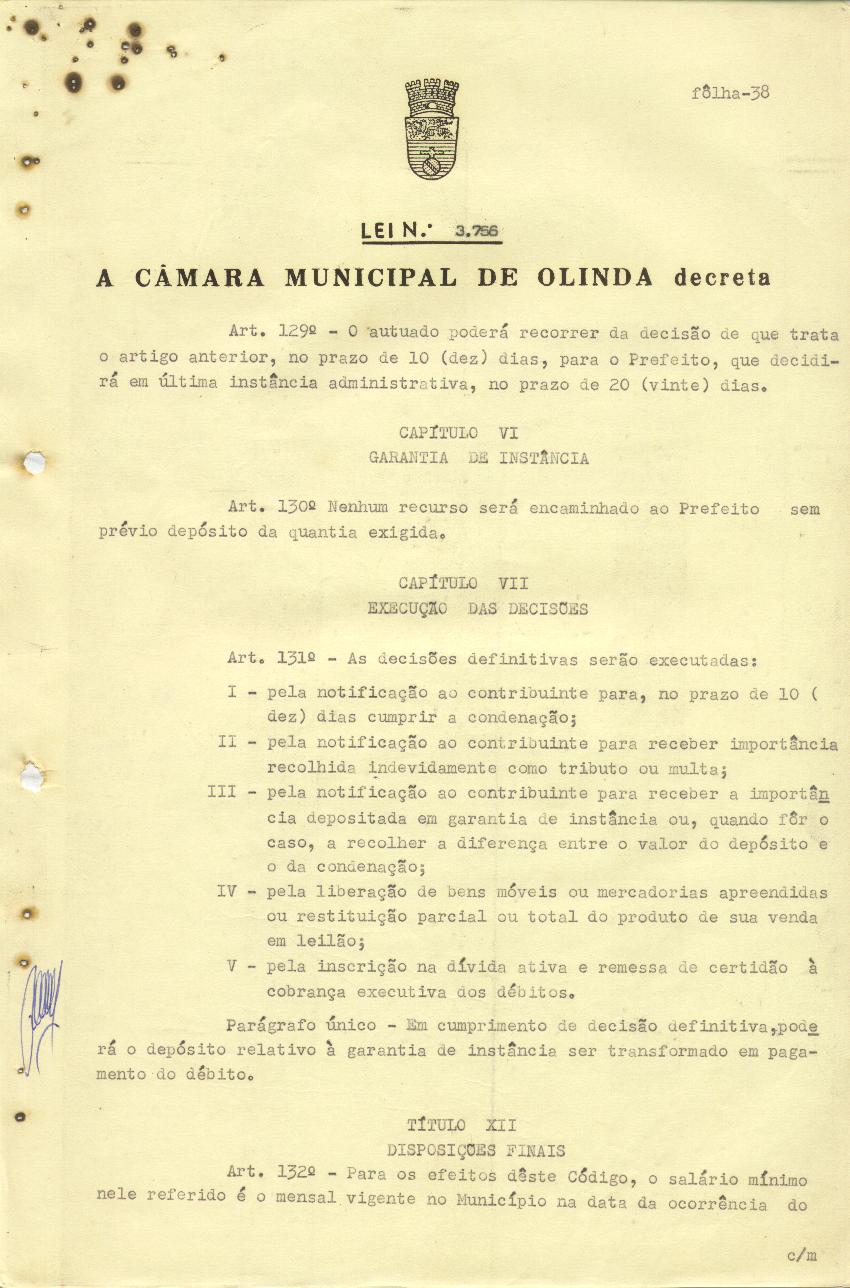 fôlha-38
LEI N.º 3.766
A CÂMARA MUNICIPAL DE OLINDA decreta
Art. 129º - O autuado poderá recorrer da decisão de que trata
o artigo anterior, no prazo de 10 (dez) dias, para o Prefeito, que decidi-
rá em última instância administrativa, no prazo de 20 (vinte) dias.
CAPÍTULO VI
GARANTIA DE INSTÂNCIA
Art. 130º Nenhum recurso será encaminhado ao Prefeito sem
prévio depósito da quantia exigida.
CAPÍTULO VII
EXECUÇÃO DAS DECISÕES
Art. 131º - As decisões definitivas serão executadas:
I - pela notificação ao contribuinte para, no prazo de 10 (
dez) dias cumprir a condenação;
II - pela notificação ao contribuinte para receber importância
recolhida indevidamente como tributo ou multa;
III - pela notificação ao contribuinte para receber a importân
cia depositada em garantia de instância ou, quando fôr o
caso, a recolher a diferença entre o valor do depósito e
o da condenação;
IV - pela liberação de bens móveis ou mercadorias apreendidas
ou restituição parcial ou total do produto de sua venda
em leilão;
V - pela inscrição na dívida ativa e remessa de certidão à
cobrança executiva dos débitos.
Parágrafo único - Em cumprimento de decisão definitiva,pode
rá o depósito relativo à garantia de instância ser transformado em paga-
mento do débito.
TÍTULO XII
DISPOSIÇÕES FINAIS
Art. 132º - Para os efeitos dêste Código, o salário mínimo
nele referido é o mensal vigente no Município na data da ocorrência do
c/m